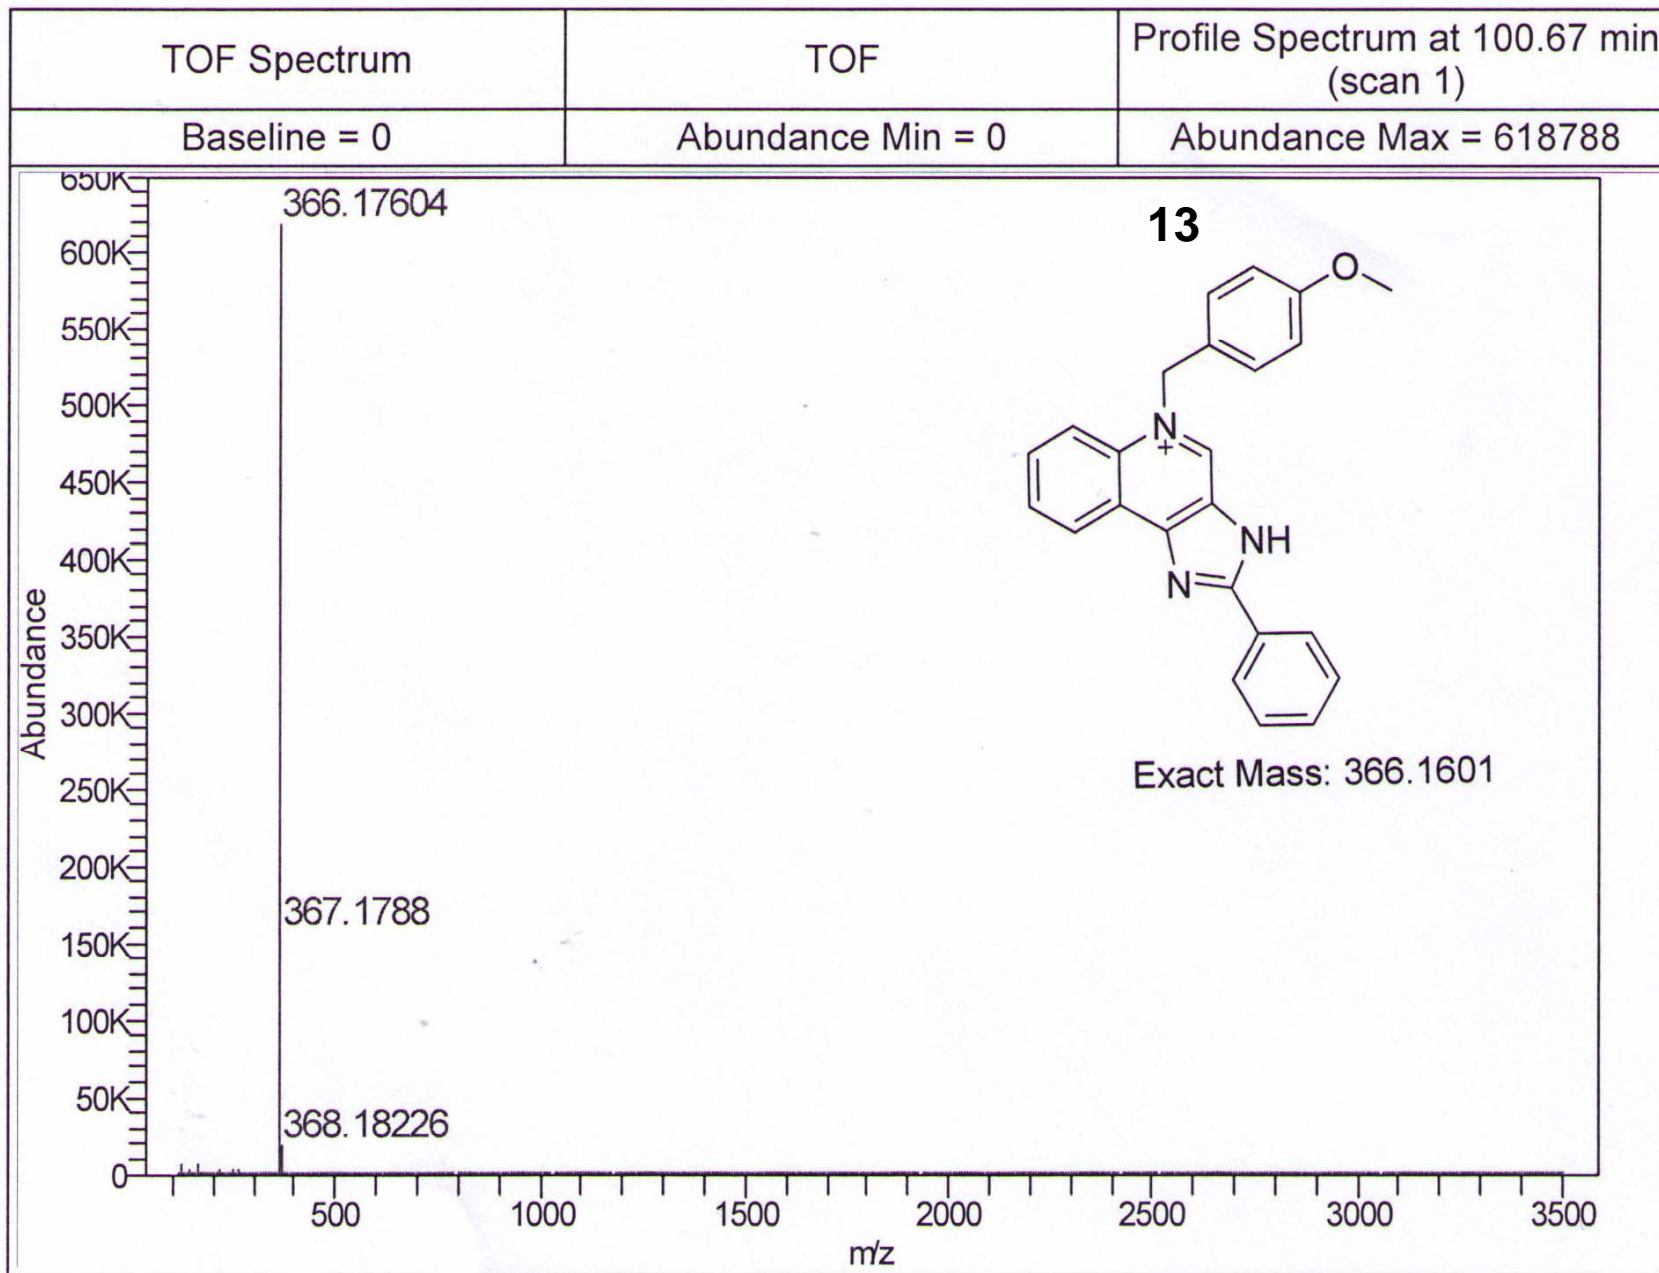 TOF Spectrum
TOF
Profile Spectrum at 100.67 min
(scan 1)
Baseline = 0
Abundance Min = 0
Abundance Max = 618788
650K
600K
550K
500K
450K
400K
350K
300K
250K
200K
150K
100K
50K
0
Abundance
366.17604
367.1788
368.18226
13
O
N
+
NH
N
Exact Mass: 366.1601
500
1000
1500
2000
2500
3000
3500
m/z